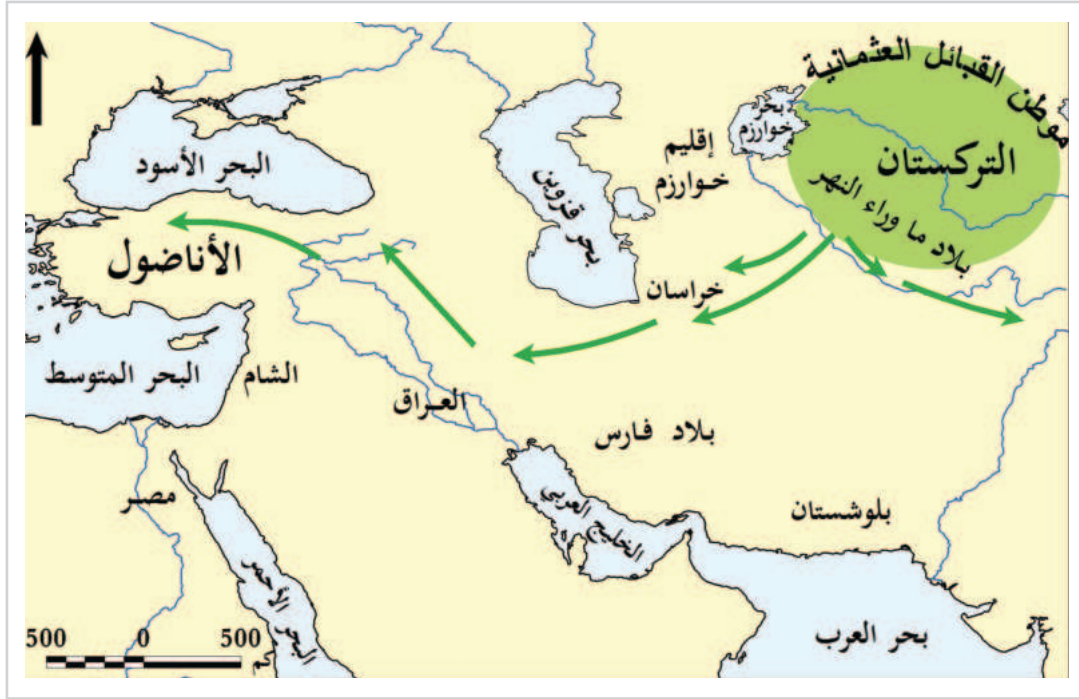 موطن القبائل العثمانية
التركستان
بلاد ما وراء النهر
بحر
خوارزم
إقليم
خوارزم
بحر قزوين
البحر الأسود
الأناضول
خراسان
البحر المتوسط
الشام
العراق
بلاد فارس
مصر
الخليج العربي
بلوشستان
البحر الأحمر
بحر العرب
500 0 500
كم